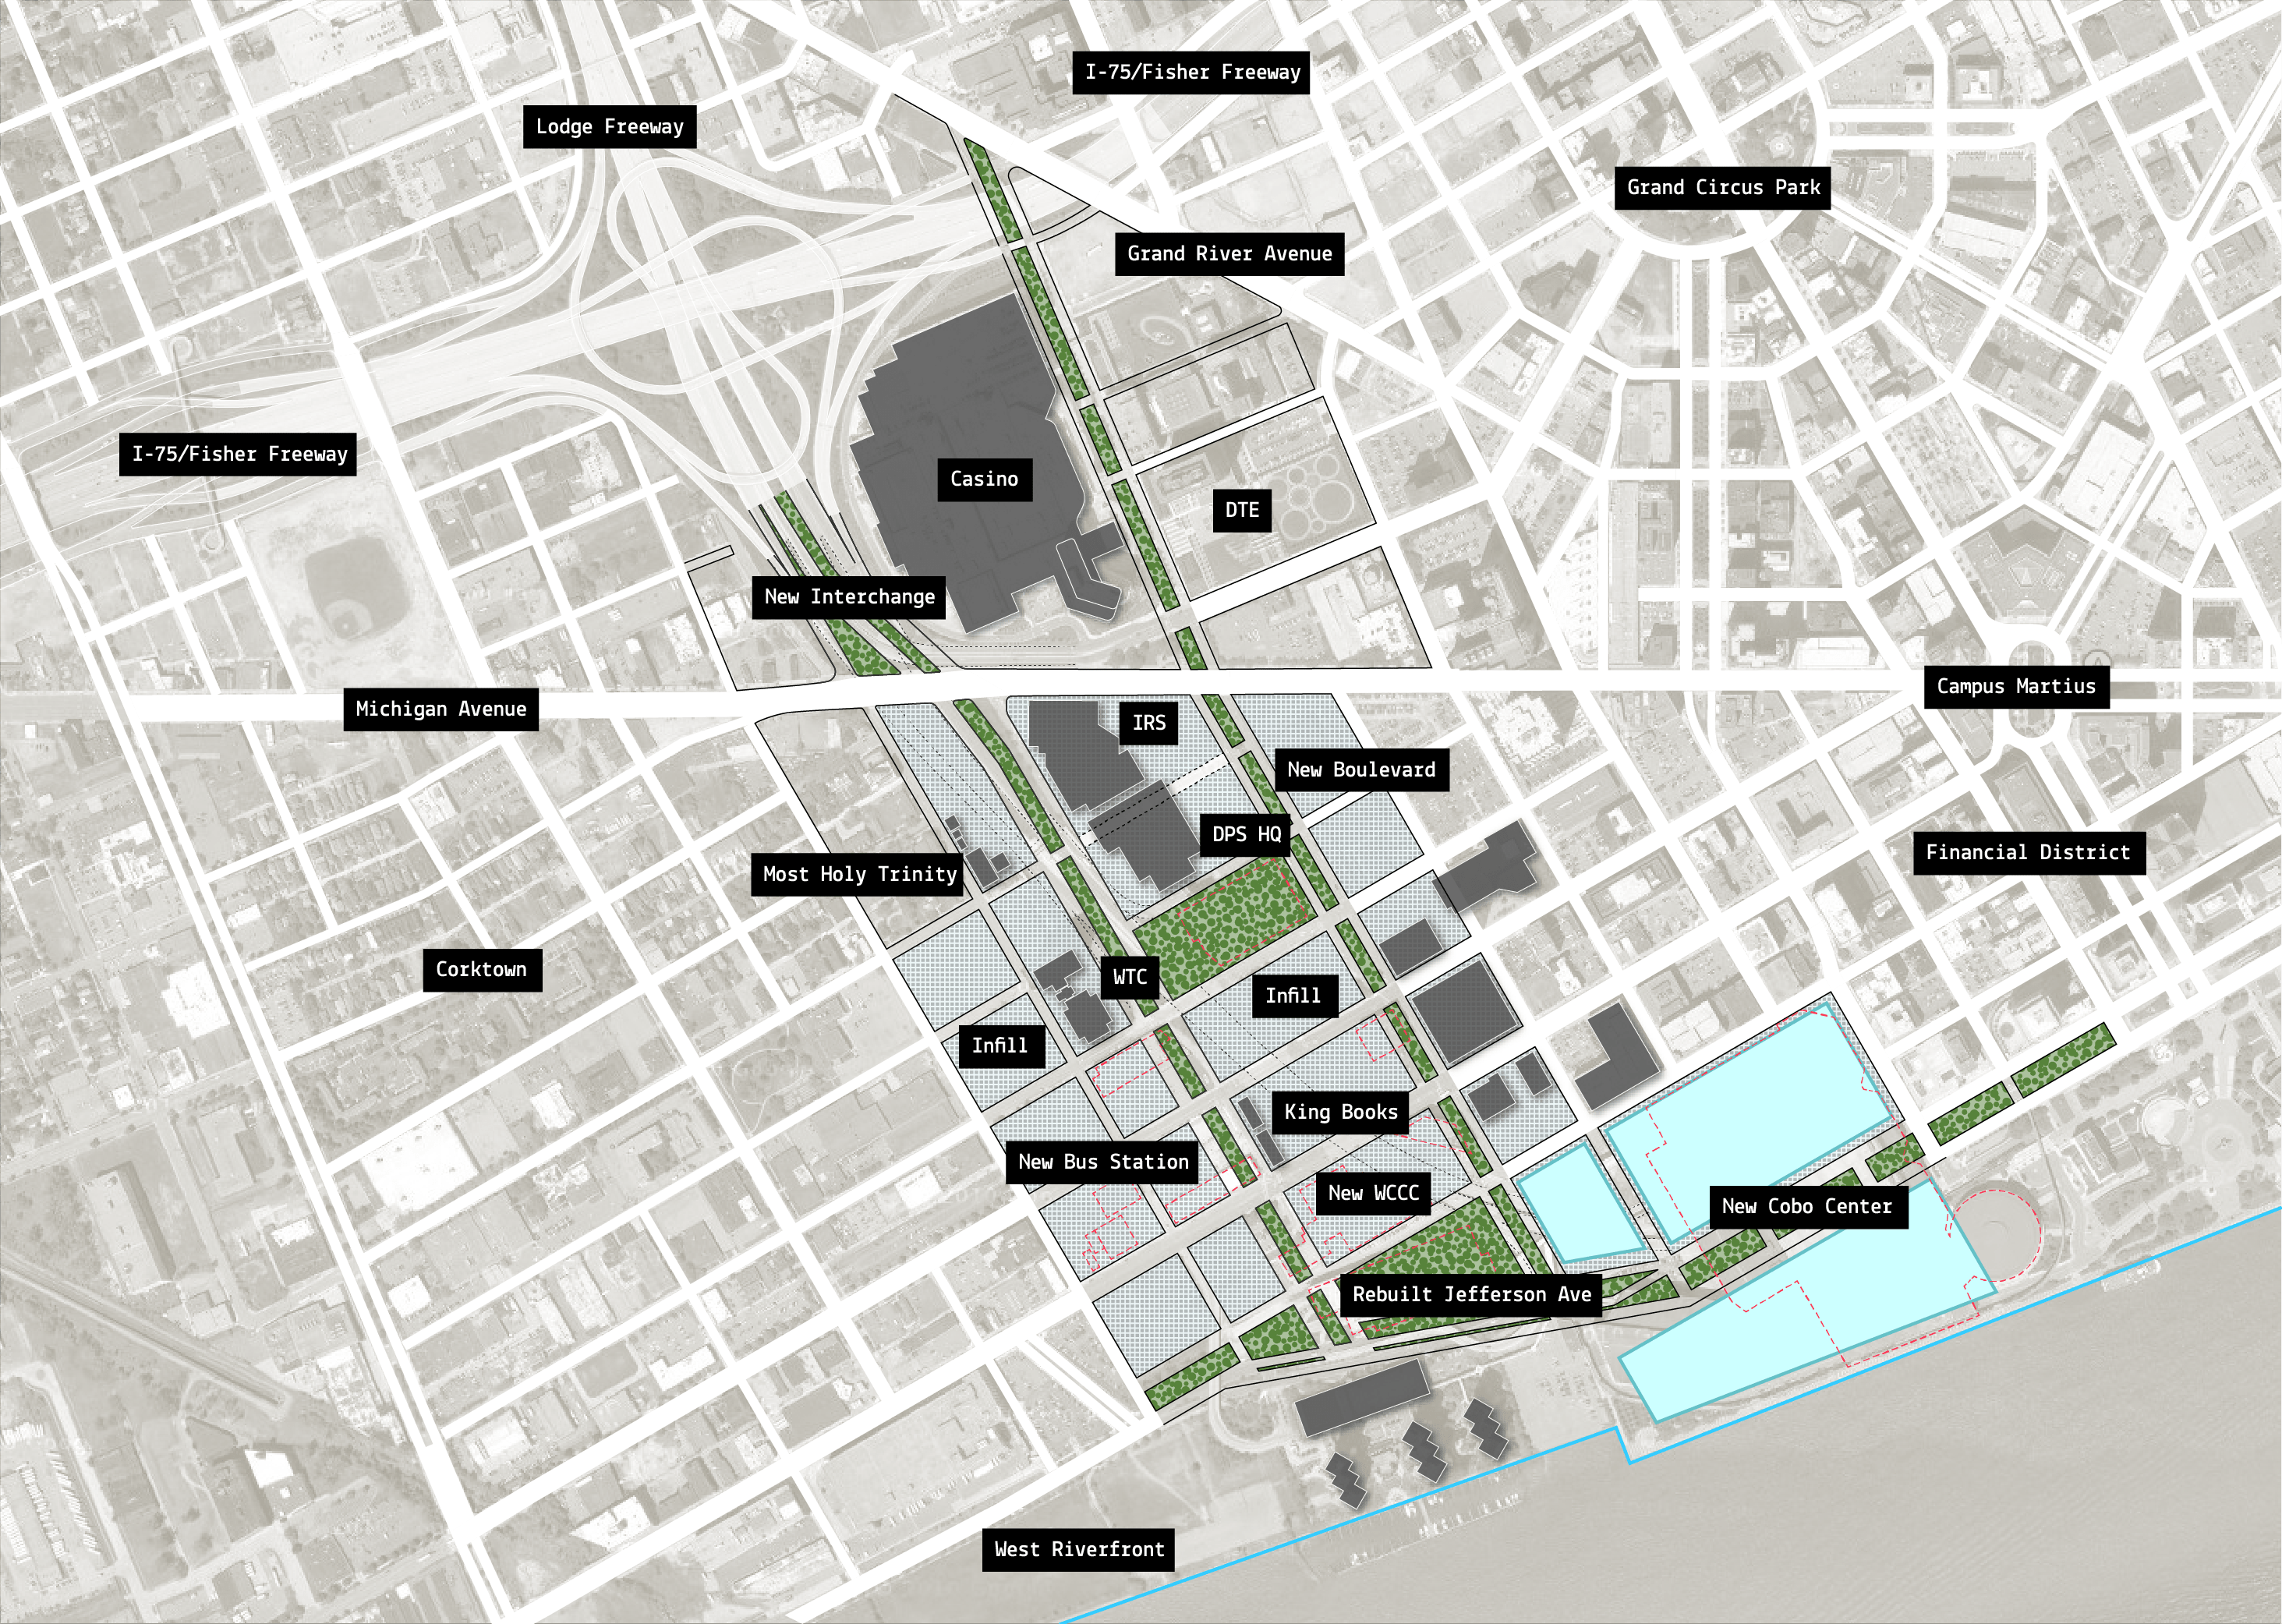 I-75/Fisher Freeway
Lodge Freeway
Grand Circus Park
Grand River Avenue
I-75/Fisher Freeway
Casino
DTE
New Interchange
Campus Martius
Michigan Avenue
IRS
New Boulevard
DPS HQ
Financial District
Most Holy Trinity
Corktown
WTC
Infill
Infill
King Books
New Bus Station
New WCCC
New Cobo Center
Rebuilt Jefferson Ave
West Riverfront